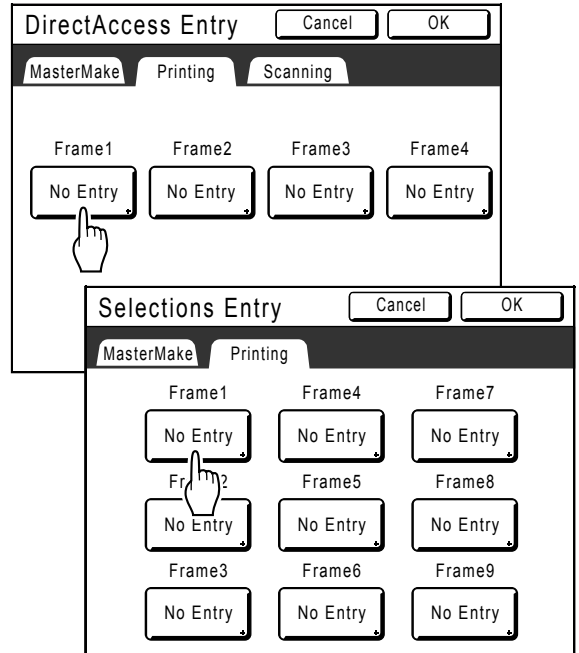 DirectAccess Entry Cancel OK
MasterMake Printing Scanning
Frame1 Frame2 Frame3 Frame4
No Entry No Entry No Entry No Entry
Selections Entry Cancel OK
MasterMake Printing
Frame1 Frame4 Frame7
No Entry No Entry No Entry
Frame5 Frame8
No Entry No Entry No Entry
Frame3 Frame6 Frame9
No Entry No Entry No Entry